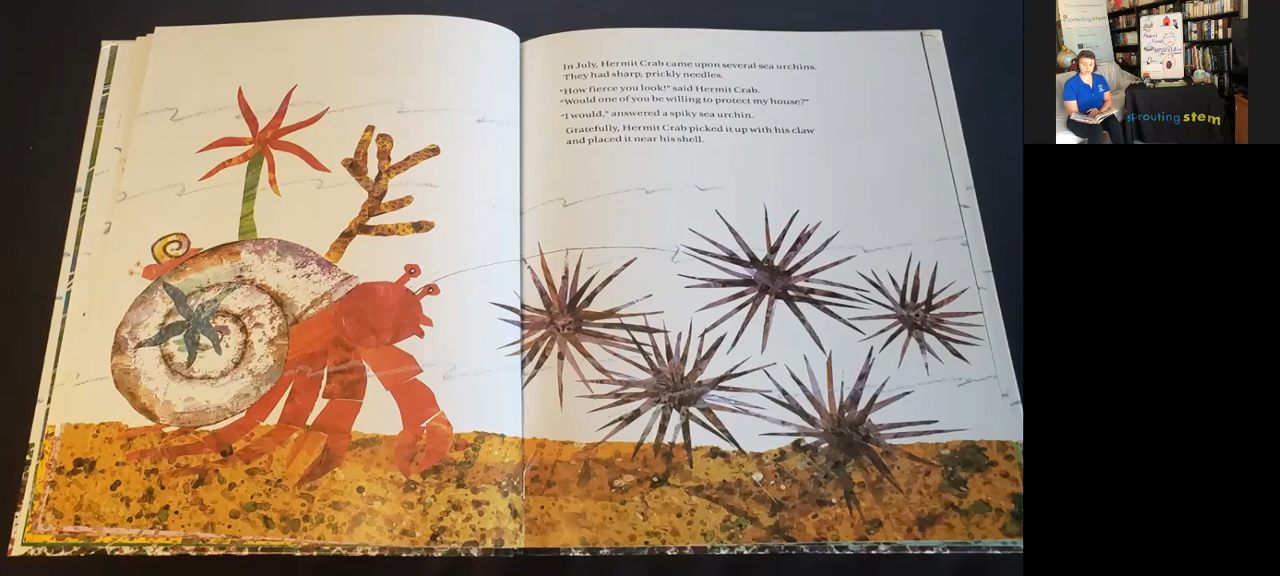 In July, Hermit Crab came upon several sea urchins.
They had sharp, prickly needles.
"How fierce you look!" said Hermit Crab.
"Would one of you be willing to protect my house?"
"I would," answered a spiky sea urchin.
Gratefully, Hermit Crab picked it up with his claw
and placed it near his shell.
sprouting stem
sprouting stem